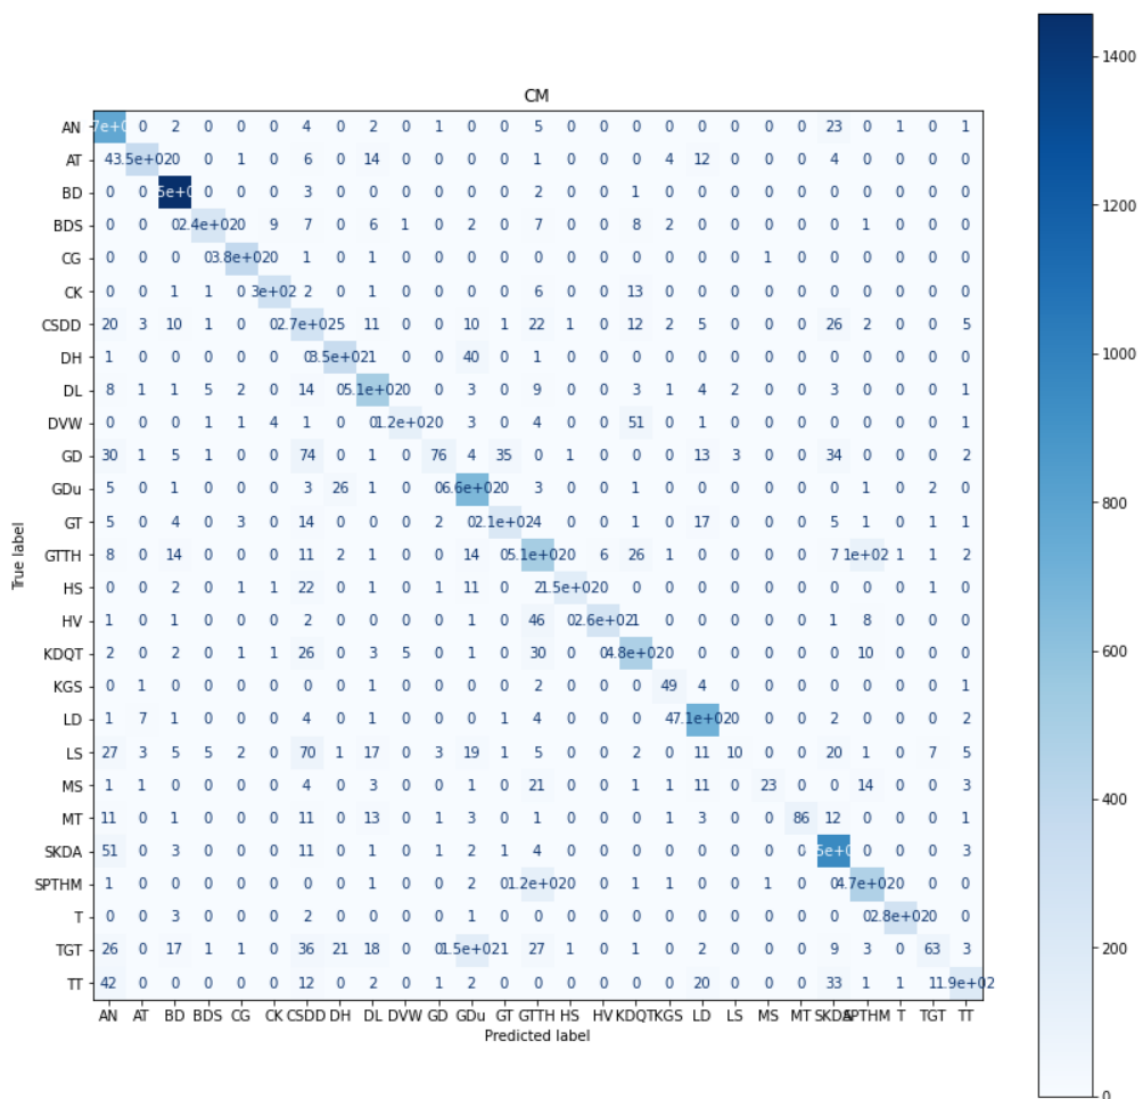 CM
1400
AN 7e+0 0 2 0 0 0 4 0 2 0 1 0 0 5 0 0 0 0 0 0 0 0 23 0 1 0 1
AT 4 3.5e+02 0 0 1 0 6 0 14 0 0 0 0 1 0 0 0 4 12 0 0 0 4 0 0 0 0
BD 0 0 5e+0 0 0 0 3 0 0 0 0 0 0 2 0 0 1 0 0 0 0 0 0 0 0 0 0
1200
BDS 0 0 0 2.4e+02 0 9 7 0 6 1 0 2 0 7 0 0 8 2 0 0 0 0 0 1 0 0 0
CG 0 0 0 0 3.8e+02 0 1 0 1 0 0 0 0 0 0 0 0 0 0 0 1 0 0 0 0 0 0
CK 0 0 1 1 0 3e+02 2 0 1 0 0 0 0 6 0 0 13 0 0 0 0 0 0 0 0 0 0
CSDD 20 3 10 1 0 0 2.7e+02 5 11 0 0 10 1 22 1 0 12 2 5 0 0 0 26 2 0 0 5
1000
DH 1 0 0 0 0 0 0 3.5e+02 1 0 0 40 0 1 0 0 0 0 0 0 0 0 0 0 0 0 0
DL 8 1 1 5 2 0 14 0 5.1e+02 0 0 3 0 9 0 0 3 1 4 2 0 0 3 0 0 0 1
DVW 0 0 0 1 1 4 1 0 0 1.2e+02 0 3 0 4 0 0 51 0 1 0 0 0 0 0 0 0 1
GD 30 1 5 1 0 0 74 0 1 0 76 4 35 0 1 0 0 0 13 3 0 0 34 0 0 0 2
800
GDu 5 0 1 0 0 0 3 26 1 0 0 6.6e+02 0 3 0 0 1 0 0 0 0 0 0 1 0 2 0
GT 5 0 4 0 3 0 14 0 0 0 2 0 2.1e+02 4 0 0 1 0 17 0 0 0 5 1 0 1 1
GTTH 8 0 14 0 0 0 11 2 1 0 0 14 0 5.1e+02 0 6 26 1 0 0 0 0 7 1e+02 1 1 2
True label
HS 0 0 2 0 1 1 22 0 1 0 1 11 0 2 1.5e+02 0 0 0 0 0 0 0 0 0 0 1 0
HV 1 0 1 0 0 0 2 0 0 0 0 1 0 46 0 2.6e+02 1 0 0 0 0 0 1 8 0 0 0
600
KDQT 2 0 2 0 1 1 26 0 3 5 0 1 0 30 0 0 4.8e+02 0 0 0 0 0 0 10 0 0 0
KGS 0 1 0 0 0 0 0 0 1 0 0 0 0 2 0 0 0 49 4 0 0 0 0 0 0 0 1
LD 1 7 1 0 0 0 4 0 1 0 0 0 1 4 0 0 0 4 7.1e+02 0 0 0 2 0 0 0 2
LS 27 3 5 5 2 0 70 1 17 0 3 19 1 5 0 0 2 0 11 10 0 0 20 1 0 7 5
400
MS 1 1 0 0 0 0 4 0 3 0 0 1 0 21 0 0 1 1 11 0 23 0 0 14 0 0 3
MT 11 0 1 0 0 0 11 0 13 0 1 3 0 1 0 0 0 1 3 0 0 86 12 0 0 0 1
SKDA 51 0 3 0 0 0 11 0 1 0 1 2 1 4 0 0 0 0 0 0 0 0 5e+0 0 0 0 3
SPTHM 1 0 0 0 0 0 0 0 1 0 0 2 0 1.2e+02 0 0 1 1 0 0 1 0 0 4.7e+02 0 0 0
T 0 0 3 0 0 0 2 0 0 0 0 1 0 0 0 0 0 0 0 0 0 0 0 0 2.8e+02 0 0
200
TGT 26 0 17 1 1 0 36 21 18 0 0 1.5e+02 1 27 1 0 1 0 2 0 0 0 9 3 0 63 3
TT 42 0 0 0 0 0 12 0 2 0 1 2 0 0 0 0 0 0 20 0 0 0 33 1 1 1 1.9e+02
AN AT BD BDS CG CK CSDD DH DL DVW GD GDu GT GTTH HS HV KDQT KGS LD LS MS MT SKDA SPTHM T TGT TT
Predicted label
0